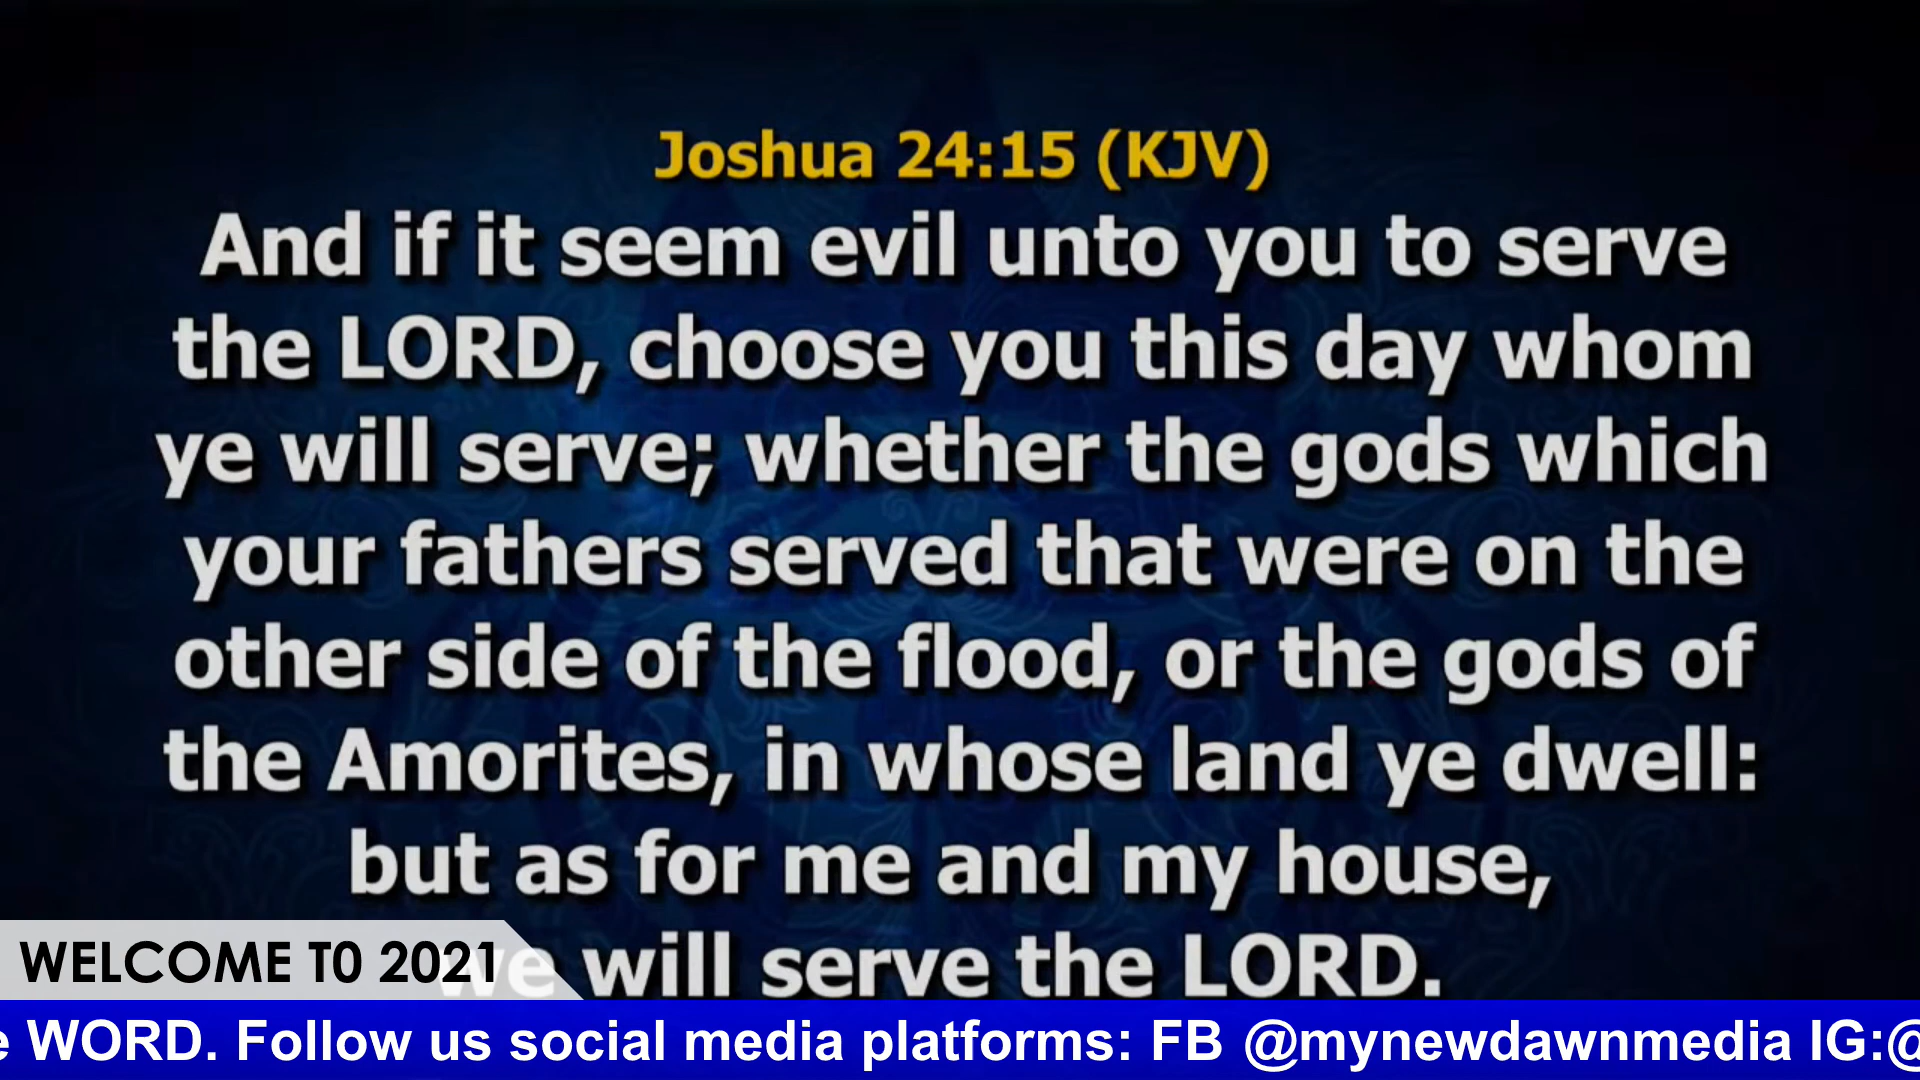 Joshua 24:15 (KJV)
And if it seem evil unto you to serve
the LORD, choose you this day whom
ye will serve; whether the gods which
your fathers served that were on the
other side of the flood, or the gods of
the Amorites, in whose land ye dwell:
but as for me and my house,
we will serve the LORD.
WELCOME T0 2021
WORD. Follow us social media platforms: FB @mynewdawnmedia IG:@